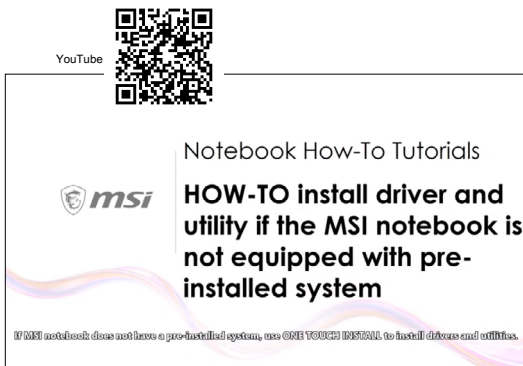 YouTube
msi
Notebook How-To Tutorials
HOW-TO install driver and
utility if the MSI notebook is
not equipped with pre-
installed system
If MSI notebook does not have a pre-installed system, use ONE TOUCH INSTALL to install drivers and utilities.